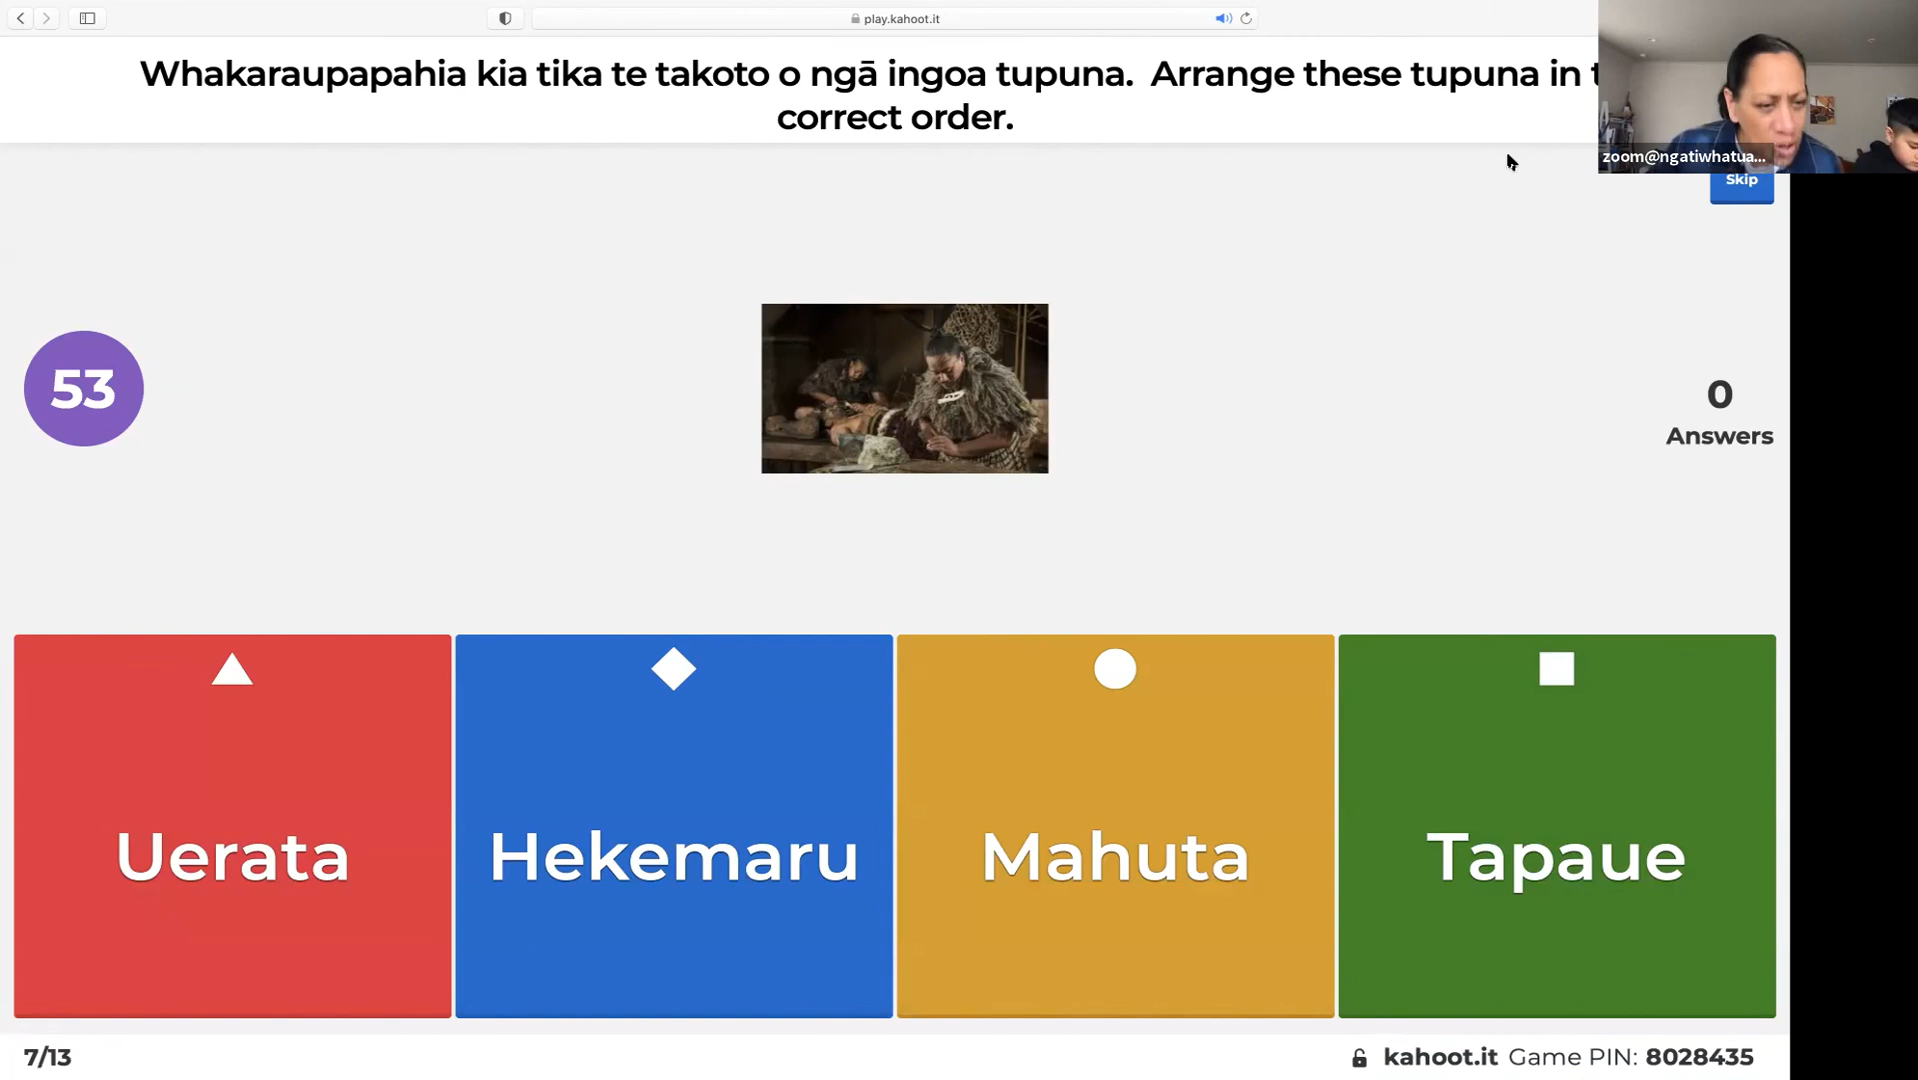 play.kahoot.it
Whakaraupapahia kia tika te takoto o ngā ingoa tupuna. Arrange these tupuna in
correct order.
zoom@ngatiwhatua...
Skip
53
0
Answers
Uerata
Hekemaru
Mahuta
Tapaue
7/13
kahoot.it Game PIN: 8028435